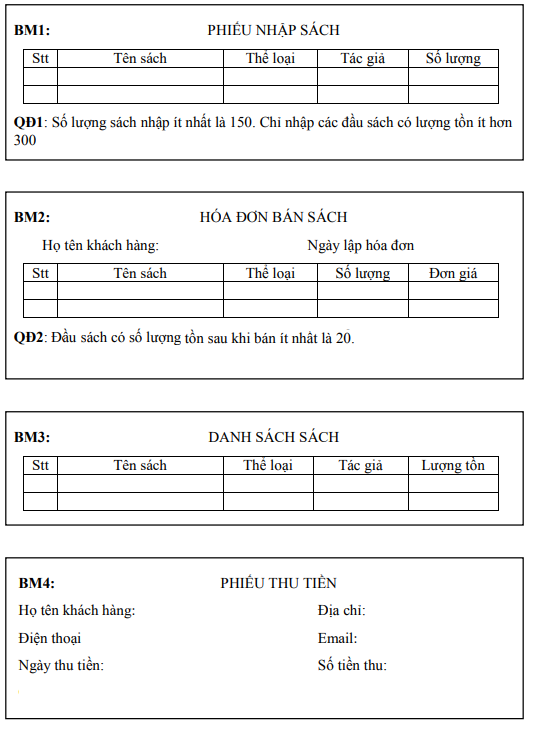 BM1: PHIẾU NHẬP SÁCH
Stt Tên sách Thể loại Tác giả Số lượng
QĐ1: Số lượng sách nhập ít nhất là 150. Chỉ nhập các đầu sách có lượng tồn ít hơn
300
BM2: HÓA ĐƠN BÁN SÁCH
Họ tên khách hàng: Ngày lập hóa đơn
Stt Tên sách Thể loại Số lượng Đơn giá
QĐ2: Đầu sách có số lượng tồn sau khi bán ít nhất là 20.
BM3: DANH SÁCH SÁCH
Stt Tên sách Thể loại Tác giả Lượng tồn
BM4: PHIẾU THU TIỀN
Họ tên khách hàng: Địa chỉ:
Điện thoại Email:
Ngày thu tiền: Số tiền thu: